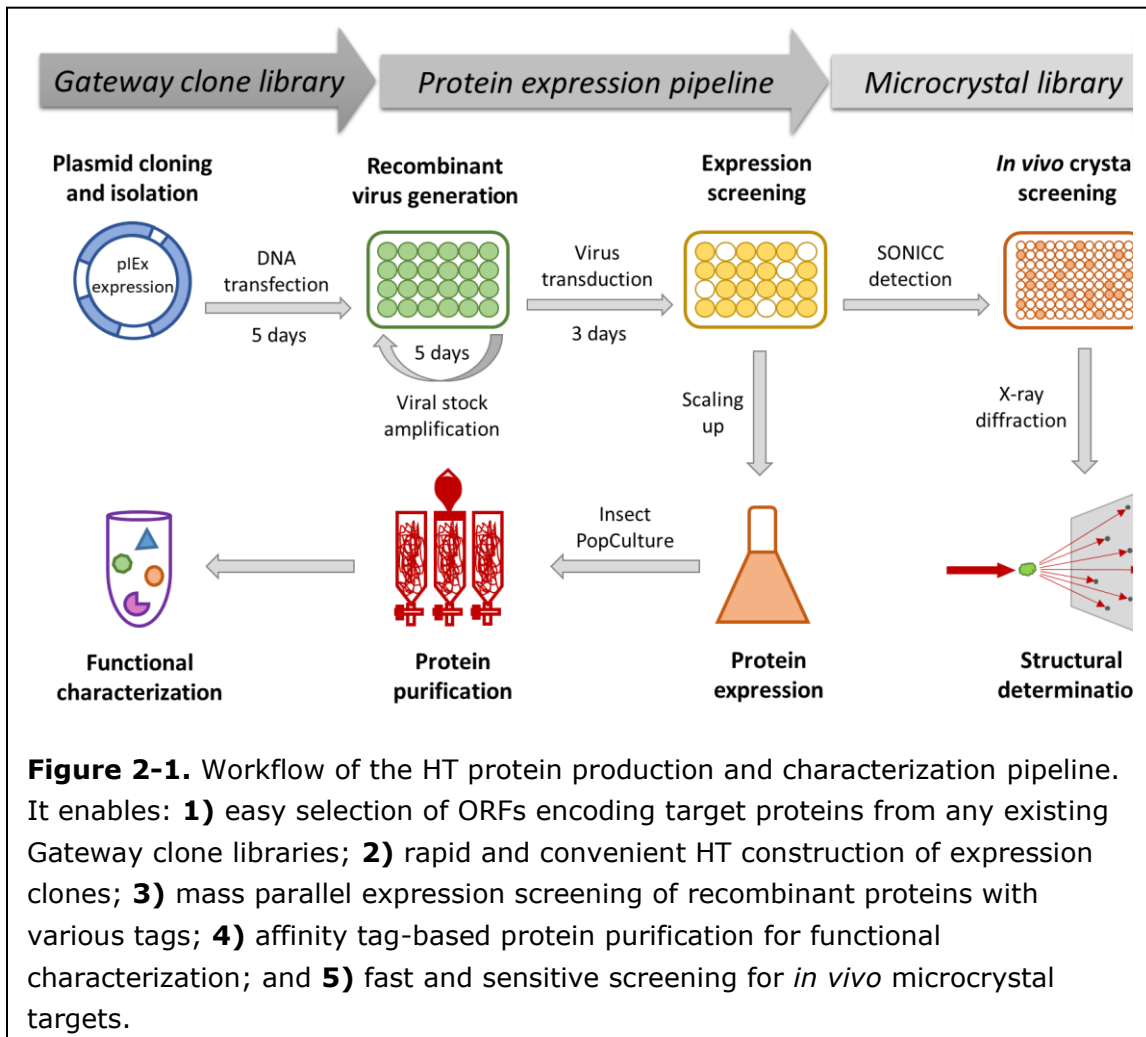 Gateway clone library
Protein expression pipeline
Microcrystal library
Plasmid cloning
and isolation
Recombinant
virus generation
Expression
screening
In vivo crysta
screening
pIEx
expression
DNA
transfection
5 days
5 days
Viral stock
amplification
Virus
transduction
3 days
SONICC
detection
Scaling
up
X-ray
diffraction
Insect
PopCulture
Functional
characterization
Protein
purification
Protein
expression
Structural
determinatio
Figure 2-1. Workflow of the HT protein production and characterization pipeline.
It enables: 1) easy selection of ORFs encoding target proteins from any existing
Gateway clone libraries; 2) rapid and convenient HT construction of expression
clones; 3) mass parallel expression screening of recombinant proteins with
various tags; 4) affinity tag-based protein purification for functional
characterization; and 5) fast and sensitive screening for in vivo microcrystal
targets.